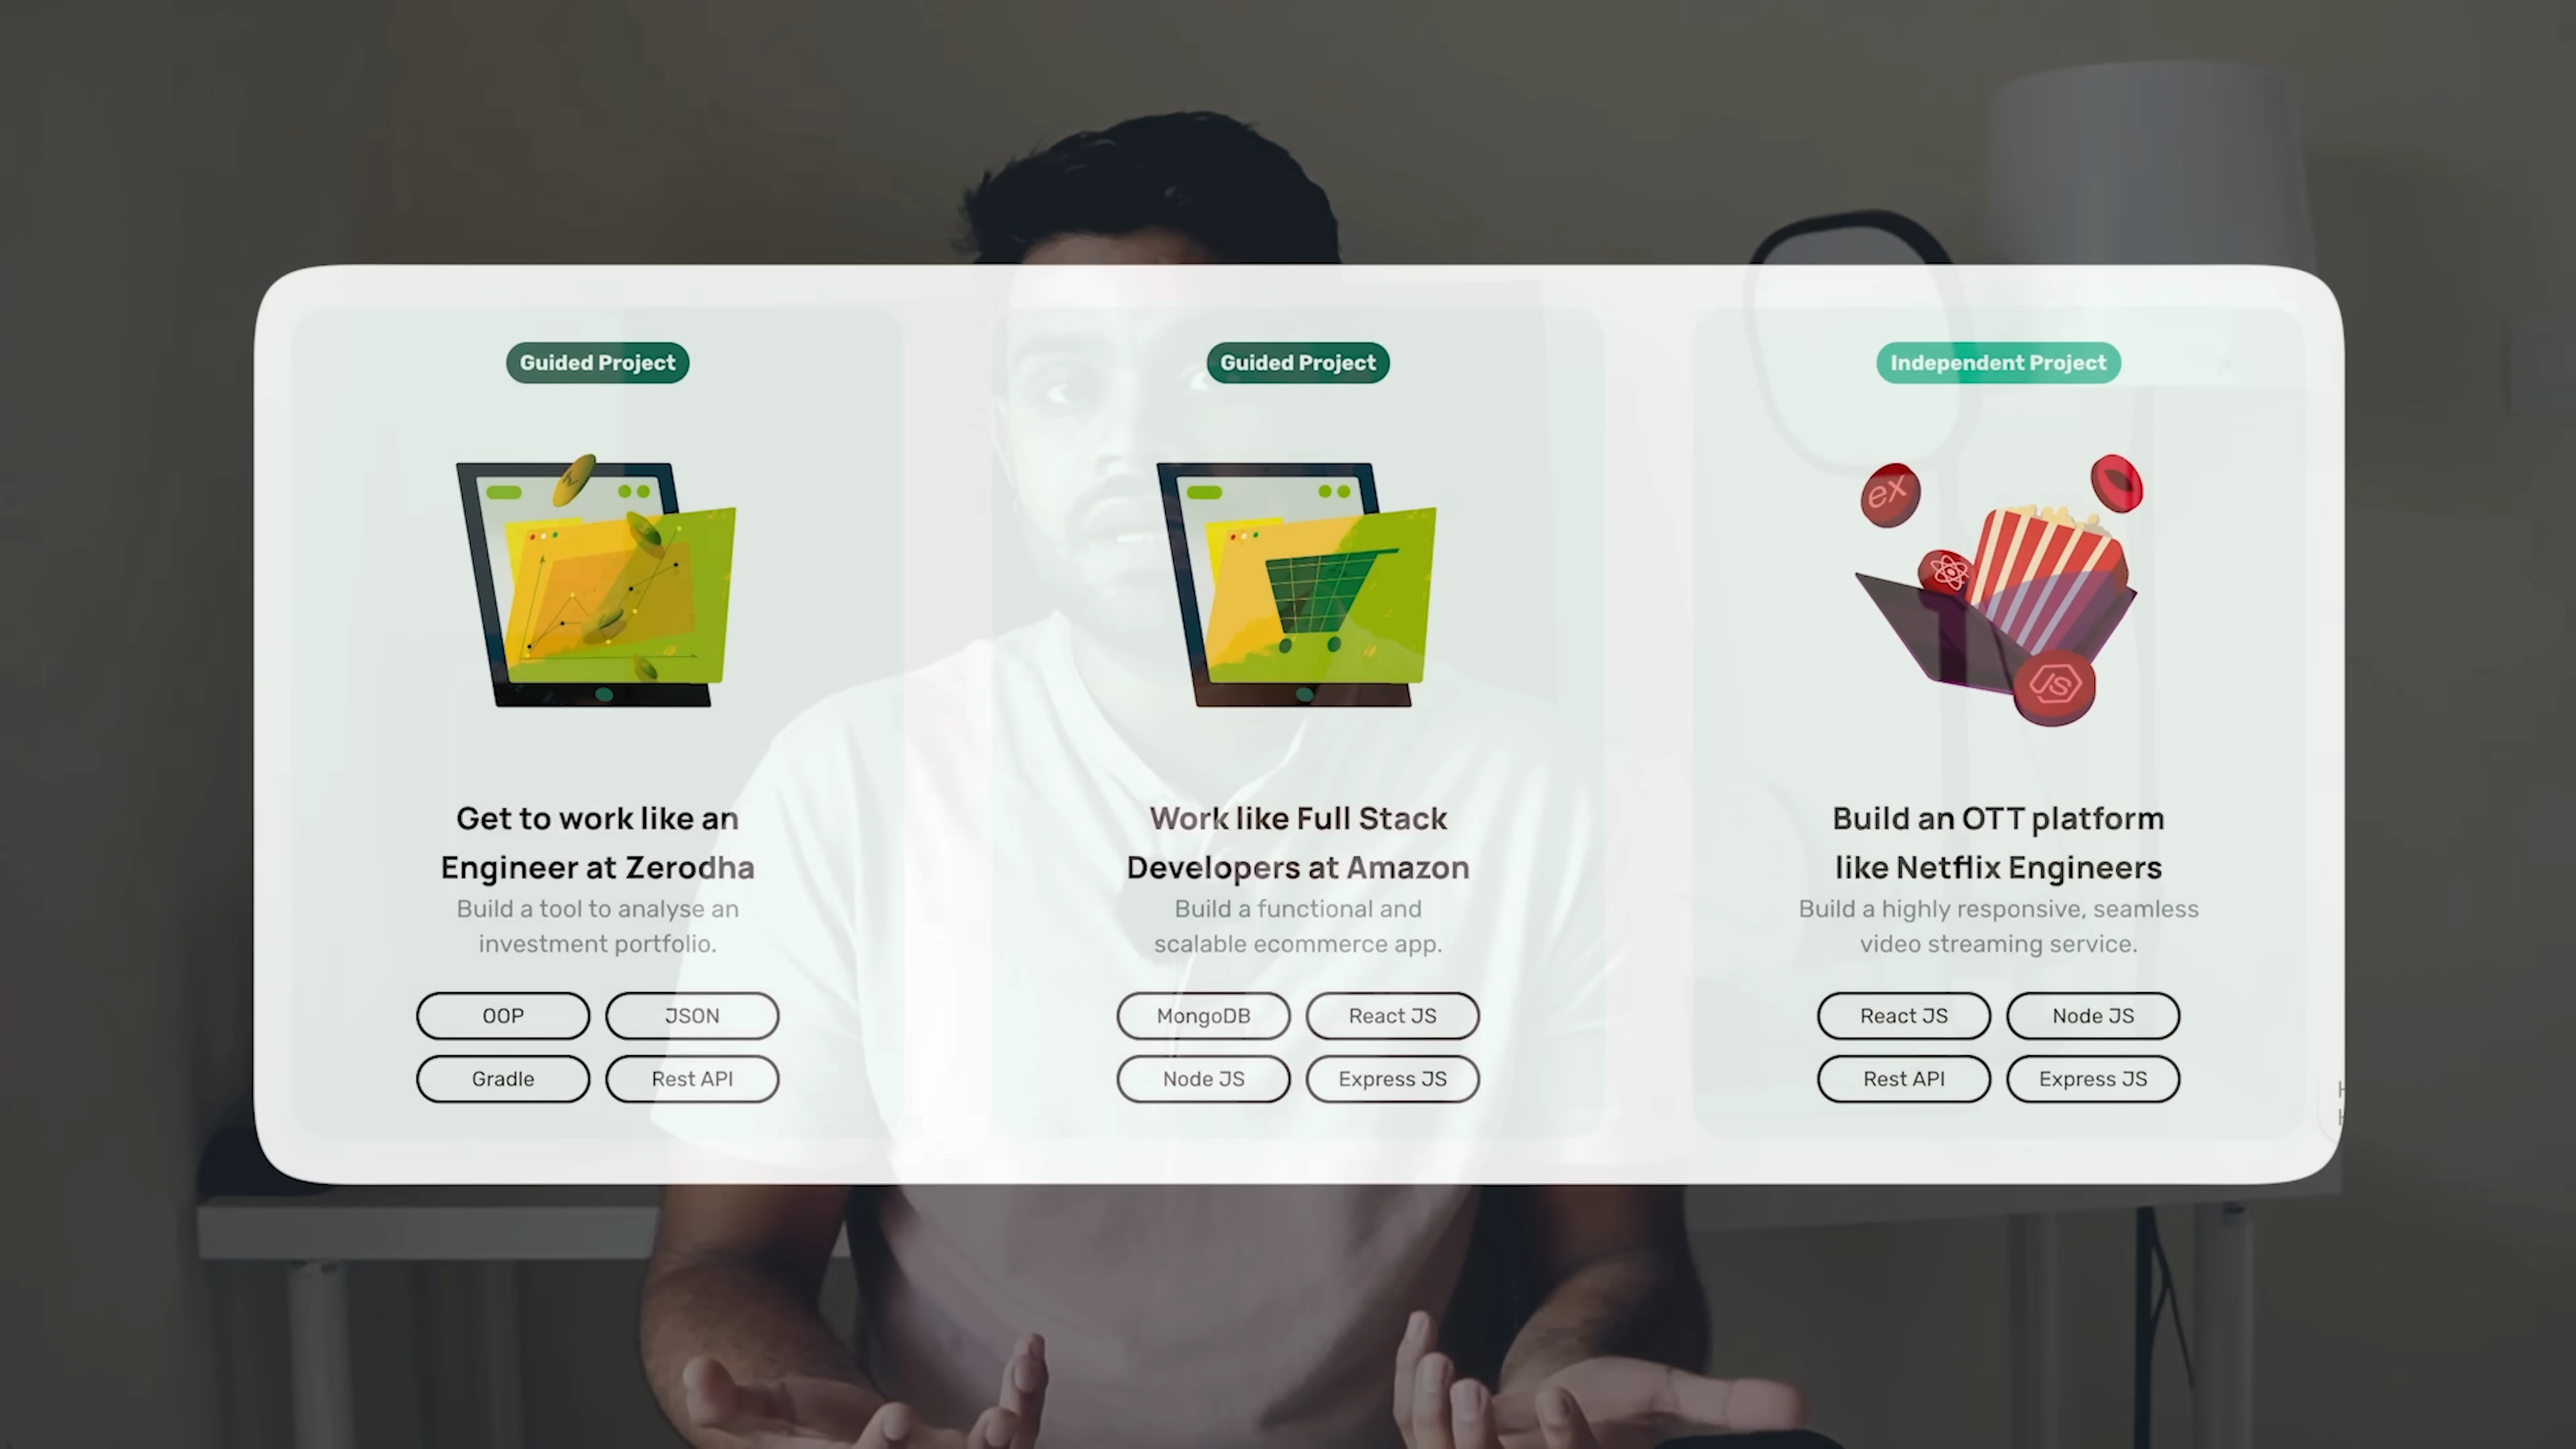 Guided Project
Get to work like an
Engineer at Zerodha
Build a tool to analyse an
investment portfolio.
OOP
JSON
Gradle
Rest API
Guided Project
Work like Full Stack
Developers at Amazon
Build a functional and
scalable ecommerce app.
MongoDB
React JS
Node JS
Express JS
Independent Project
eX
JS
Build an OTT platform
like Netflix Engineers
Build a highly responsive, seamless
video streaming service.
React JS
Node JS
Rest API
Express JS